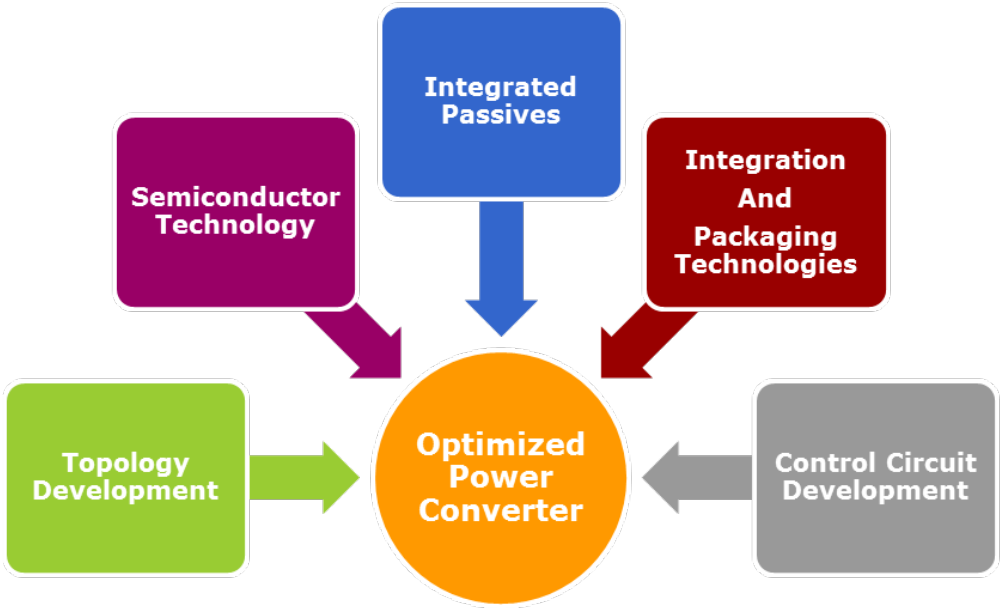 Integrated
Passives
Semiconductor
Technology
Integration
And
Packaging
Technologies
Topology
Development
Optimized
Power
Converter
Control Circuit
Development